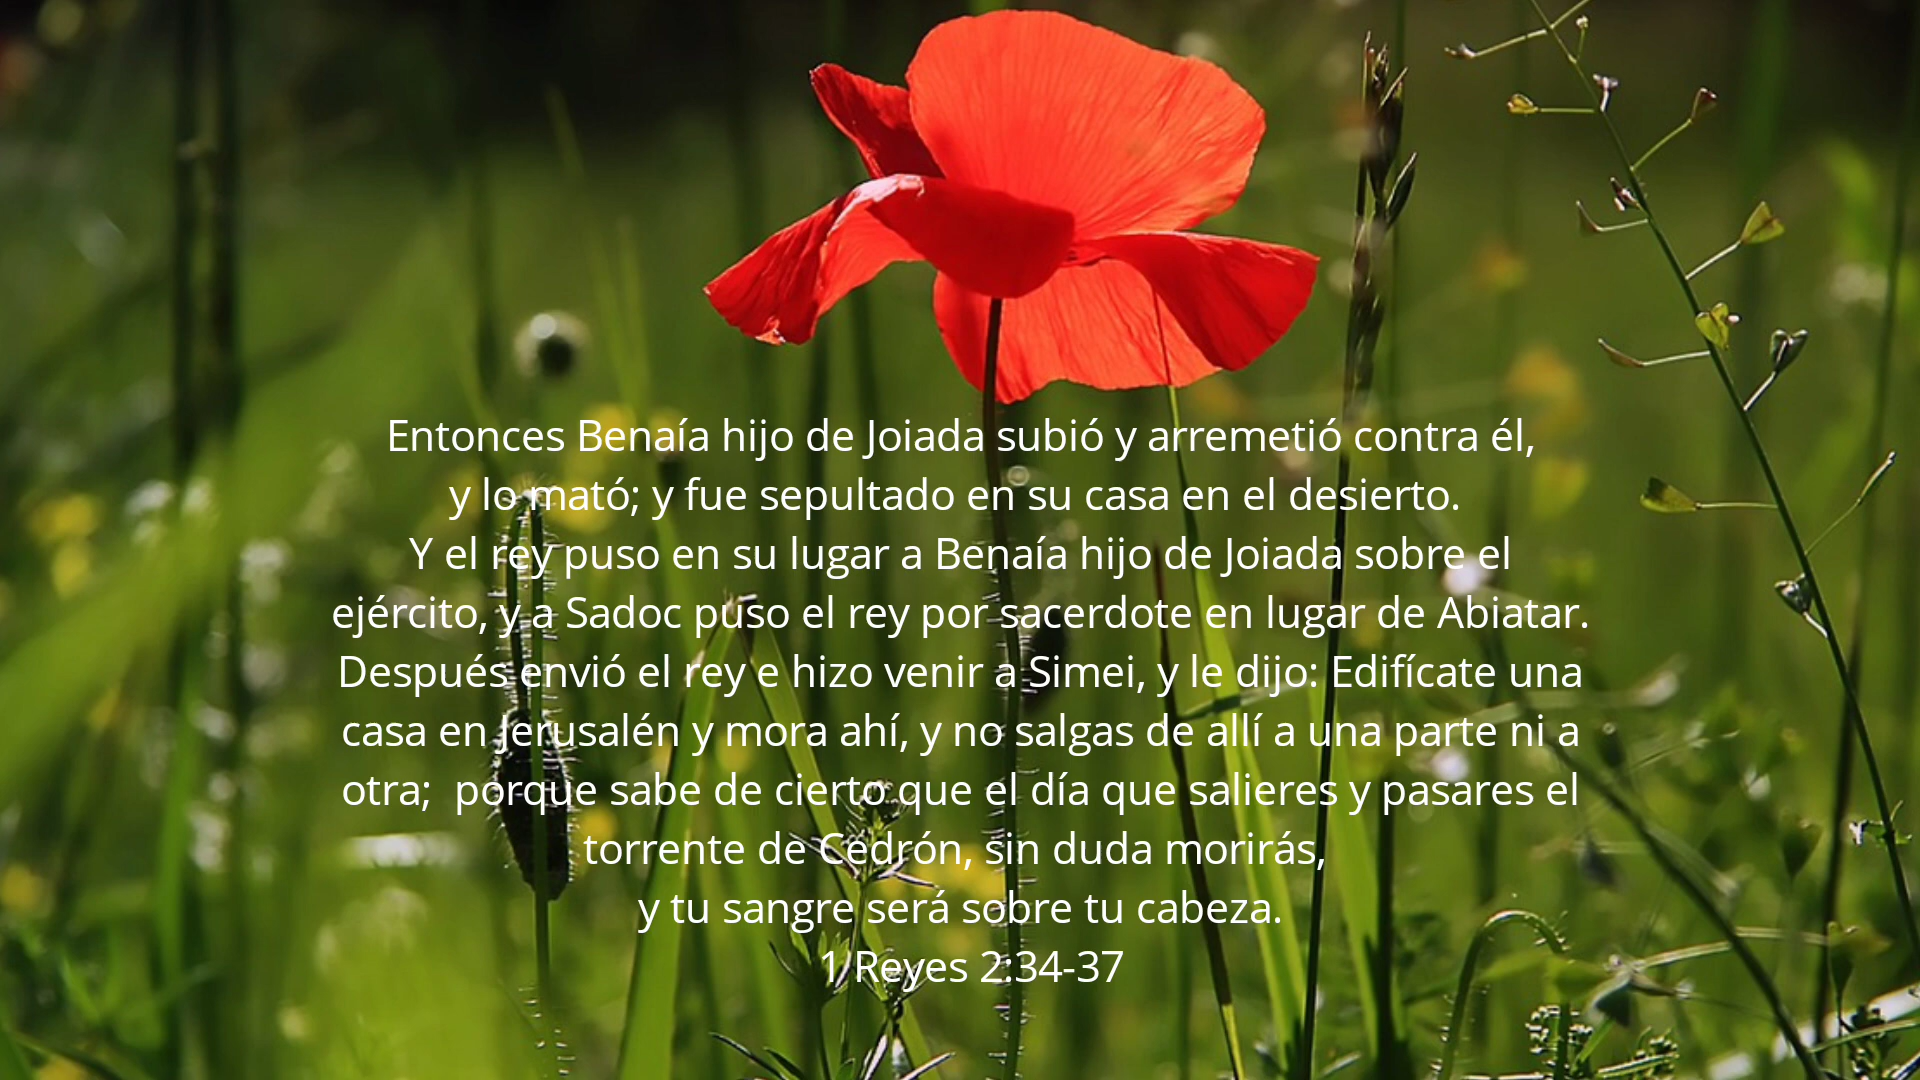 Entonces Benaía hijo de Joiada subió y arremetió contra él,
y lo mató; y fue sepultado en su casa en el desierto.
Y el rey puso en su lugar a Benaía hijo de Joiada sobre el
ejército, y a Sadoc puso el rey por sacerdote en lugar de Abiatar.
Después envió el rey e hizo venir a Simei, y le dijo: Edifícate una
casa en Jerusalén y mora ahí, y no salgas de allí a una parte ni a
otra;  porque sabe de cierto que el día que salieres y pasares el
torrente de Cedrón, sin duda morirás,
y tu sangre será sobre tu cabeza.
1 Reyes 2:34-37